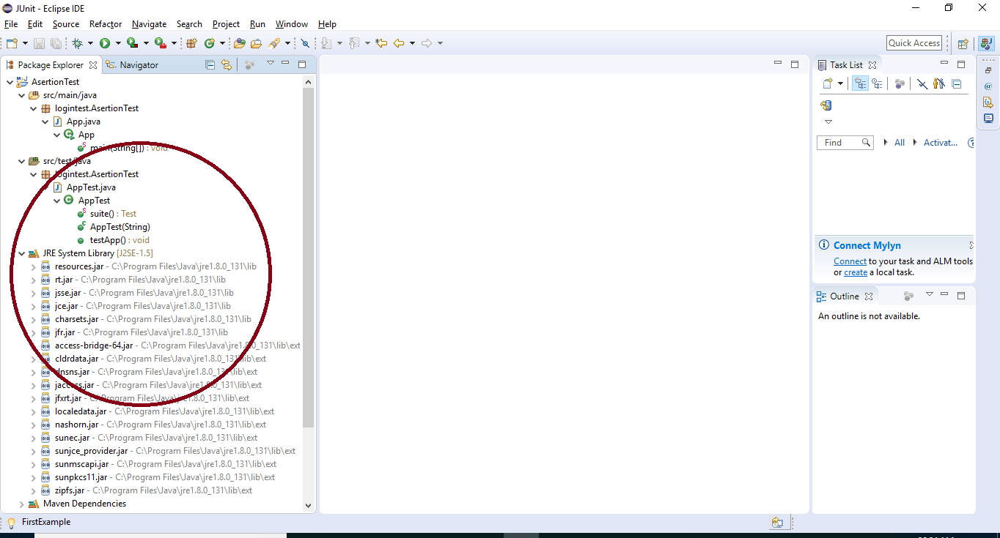 JUnit - Eclipse IDE
File Edit Source Refactor Navigate Search Project Run Window Help
Quick Access
Package Explorer Navigator
AsertionTest
src/main/java
logintest.AsertionTest
App.java
App
main(String[]) : void
src/test/java
logintest.AsertionTest
AppTest.java
AppTest
suite() : Test
AppTest(String)
testApp() : void
JRE System Library [J2SE-1.5]
resources.jar - C:\Program Files\Java\jre1.8.0_131\lib
rt.jar - C:\Program Files\Java\jre1.8.0_131\lib
jsse.jar - C:\Program Files\Java\jre1.8.0_131\lib
jce.jar - C:\Program Files\Java\jre1.8.0_131\lib
charsets.jar - C:\Program Files\Java\jre1.8.0_131\lib
jfr.jar - C:\Program Files\Java\jre1.8.0_131\lib
access-bridge-64.jar - C:\Program Files\Java\jre1.8.0_131\lib\ext
cldrdata.jar - C:\Program Files\Java\jre1.8.0_131\lib\ext
dnsns.jar - C:\Program Files\Java\jre1.8.0_131\lib\ext
jaccess.jar - C:\Program Files\Java\jre1.8.0_131\lib\ext
jfxrt.jar - C:\Program Files\Java\jre1.8.0_131\lib\ext
localedata.jar - C:\Program Files\Java\jre1.8.0_131\lib\ext
nashorn.jar - C:\Program Files\Java\jre1.8.0_131\lib\ext
sunec.jar - C:\Program Files\Java\jre1.8.0_131\lib\ext
sunjce_provider.jar - C:\Program Files\Java\jre1.8.0_131\lib\ext
sunmscapi.jar - C:\Program Files\Java\jre1.8.0_131\lib\ext
sunpkcs11.jar - C:\Program Files\Java\jre1.8.0_131\lib\ext
zipfs.jar - C:\Program Files\Java\jre1.8.0_131\lib\ext
Maven Dependencies
Task List
Find All Activat...
Connect Mylyn
Connect to your task and ALM tools
or create a local task.
Outline
An outline is not available.
FirstExample